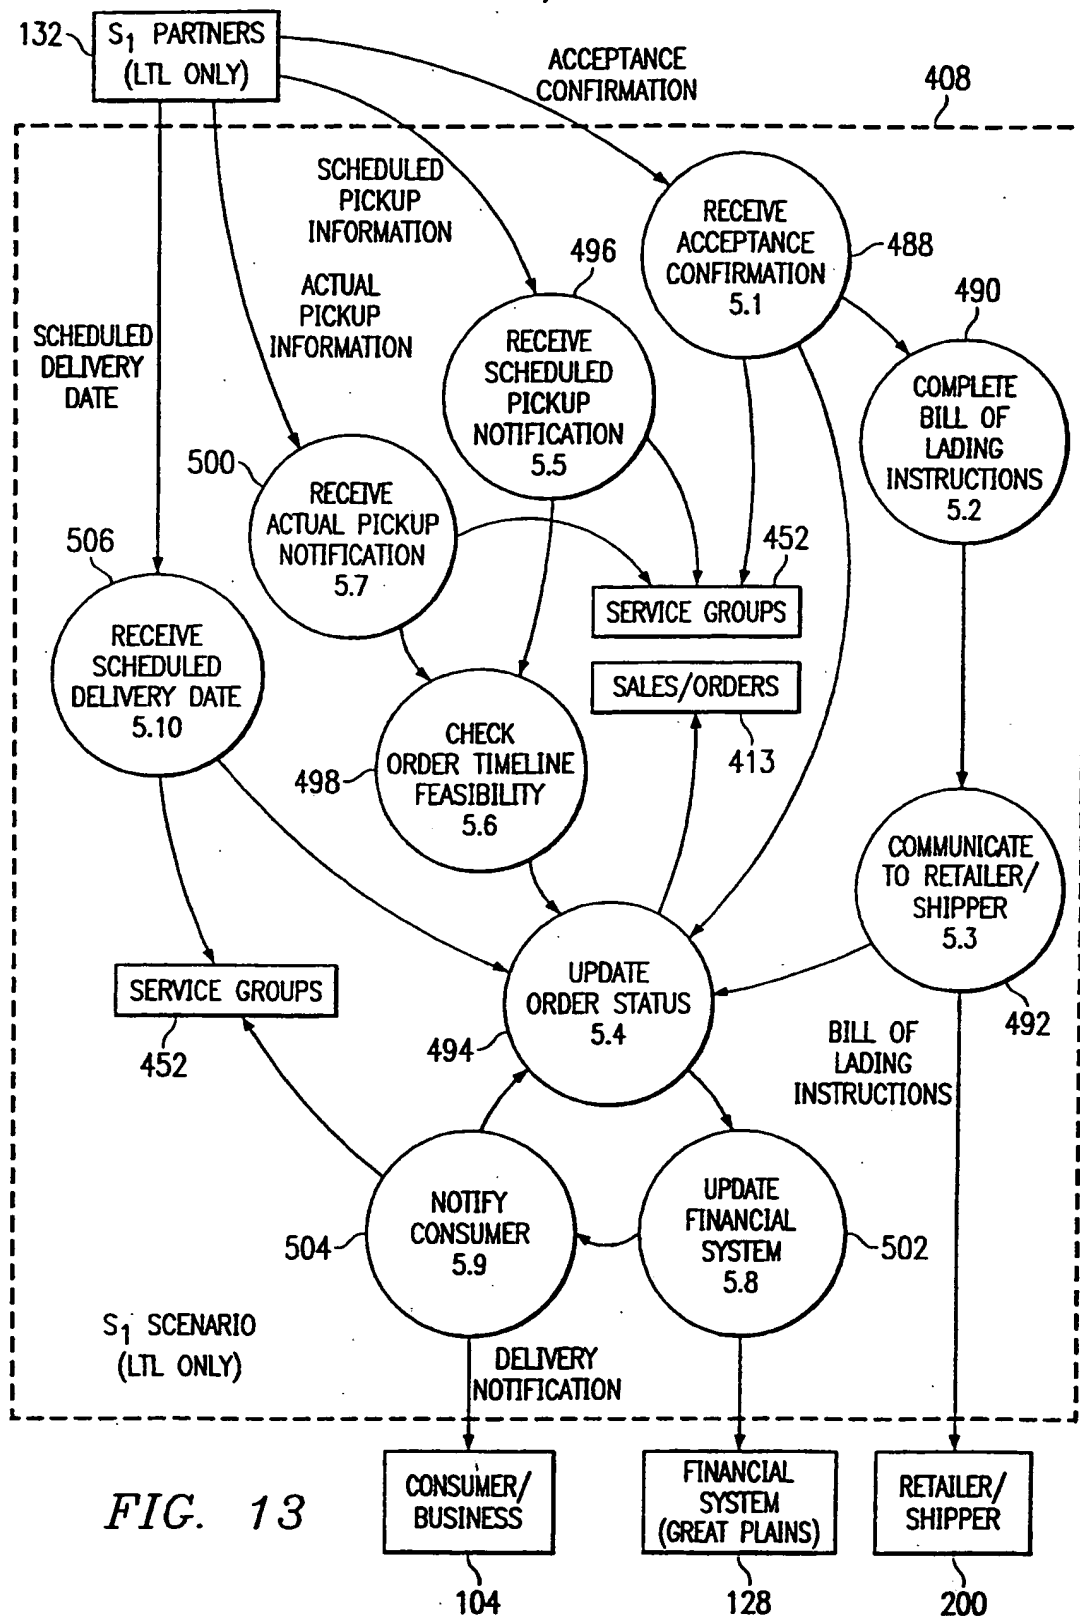 132
S1 PARTNERS
(LTL ONLY)
ACCEPTANCE
CONFIRMATION
408
SCHEDULED
PICKUP
INFORMATION
RECEIVE
ACCEPTANCE
CONFIRMATION
5.1
488
496
490
ACTUAL
PICKUP
INFORMATION
SCHEDULED
DELIVERY
DATE
RECEIVE
SCHEDULED
PICKUP
NOTIFICATION
5.5
COMPLETE
BILL OF
LADING
INSTRUCTIONS
5.2
500
RECEIVE
ACTUAL PICKUP
NOTIFICATION
5.7
506
452
SERVICE GROUPS
RECEIVE
SCHEDULED
DELIVERY DATE
5.10
SALES/ORDERS
413
CHECK
ORDER TIMELINE
FEASIBILITY
5.6
498
COMMUNICATE
TO RETAILER/
SHIPPER
5.3
492
SERVICE GROUPS
452
UPDATE
ORDER STATUS
5.4
494
BILL OF
LADING
INSTRUCTIONS
NOTIFY
CONSUMER
5.9
504
UPDATE
FINANCIAL
SYSTEM
5.8
502
S1 SCENARIO
(LTL ONLY)
DELIVERY
NOTIFICATION
CONSUMER/
BUSINESS
104
FINANCIAL
SYSTEM
(GREAT PLAINS)
128
RETAILER/
SHIPPER
200
FIG. 13